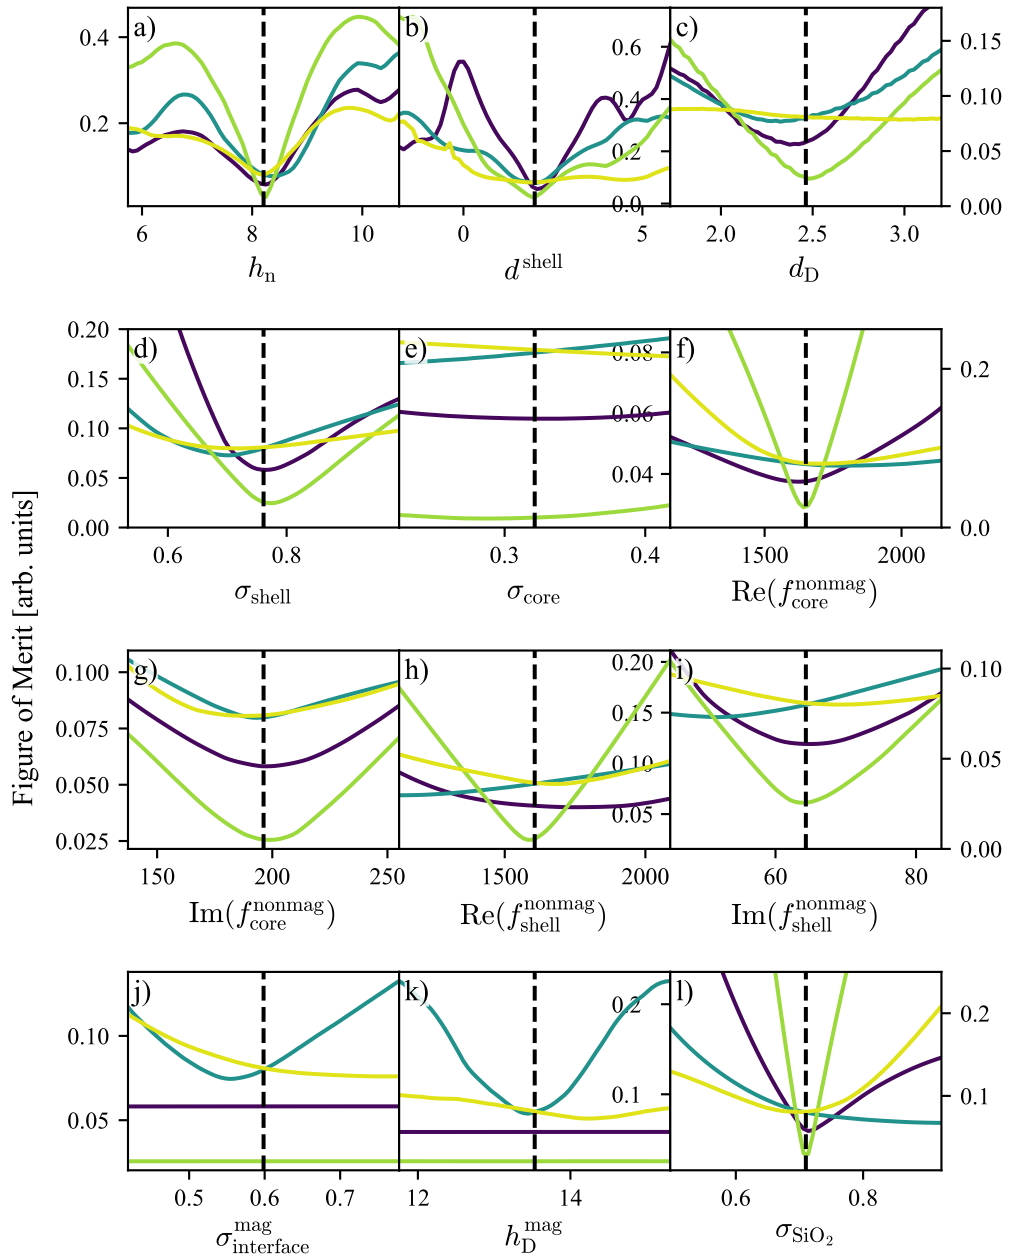 a) b) c)
0.4 0.6 0.15
0.4 0.10
0.2 0.2 0.05
0.0 0.00
6 8 10 0 5 2.0 2.5 3.0
h_n d^shell d_D
0.20 d) e) f)
0.15 0.08 0.2
0.10 0.06
0.05 0.04
0.00 0.0
0.6 0.8 0.3 0.4 1500 2000
σ_shell σ_core Re(f_core^nonmag)
Figure of Merit [arb. units]
g) h) i)
0.100 0.20 0.10
0.075 0.15
0.050 0.10 0.05
0.025 0.05 0.00
150 200 250 1500 2000 60 80
Im(f_core^nonmag) Re(f_shell^nonmag) Im(f_shell^nonmag)
j) k) l)
0.10 0.2 0.2
0.05 0.1 0.1
0.5 0.6 0.7 12 14 0.6 0.8
σ_interface^mag h_D^mag σ_SiO₂